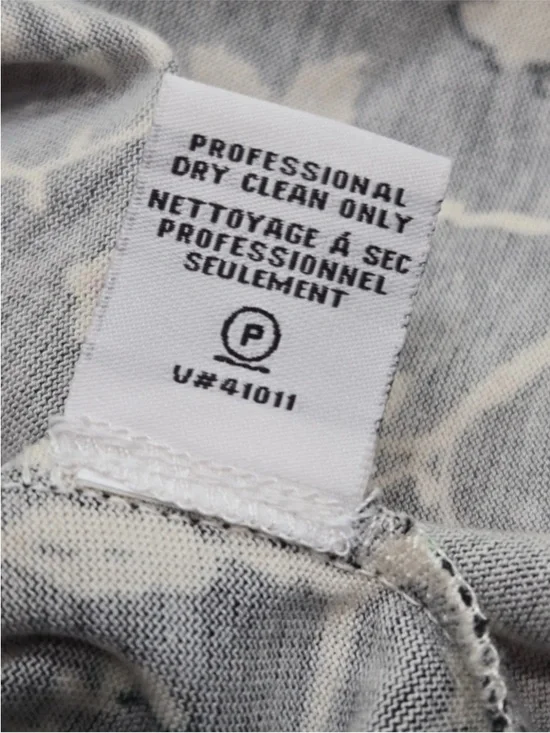 PROFESSIONAL
DRY CLEAN ONLY
NETTOYAGE Á SEC
PROFESSIONNEL
SEULEMENT
P
V#41011